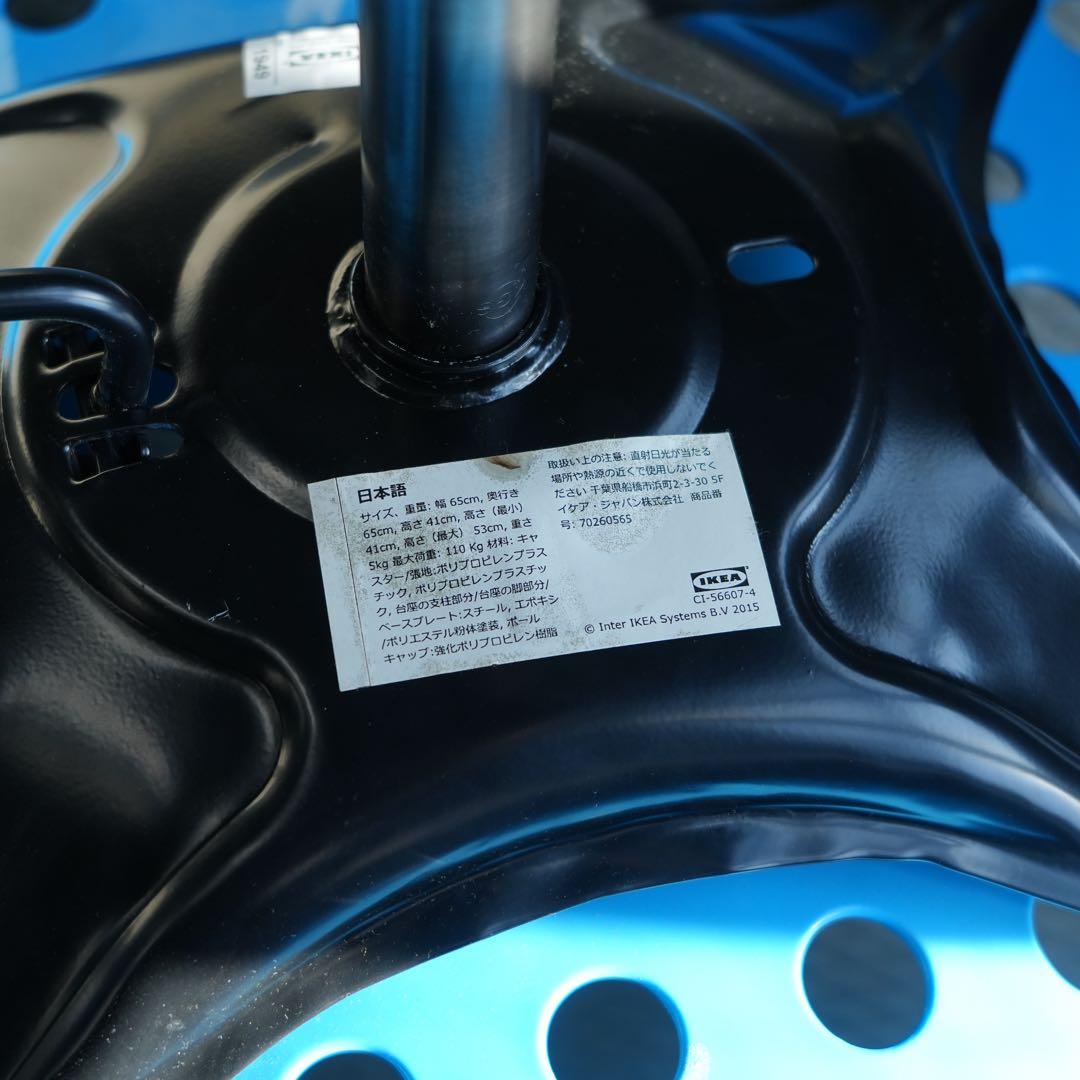 IKEA
1949
日本語
サイズ、重量: 幅 65cm, 奥行き
65cm, 高さ 41cm, 高さ（最小）
41cm, 高さ（最大） 53cm, 重さ
5kg 最大荷重: 110 Kg 材料: キャ
スター/張地:ポリプロピレンプラス
チック, ポリプロピレンプラスチッ
ク, 台座の支柱部分/台座の脚部分/
ベースプレート:スチール, エポキシ
/ポリエステル粉体塗装, ポール
キャップ:強化ポリプロピレン樹脂
取扱い上の注意: 直射日光が当たる
場所や熱源の近くで使用しないでく
ださい 千葉県船橋市浜町2-3-30 SF
イケア・ジャパン株式会社 商品番
号: 70260565
IKEA
CI-56607-4
© Inter IKEA Systems B.V 2015